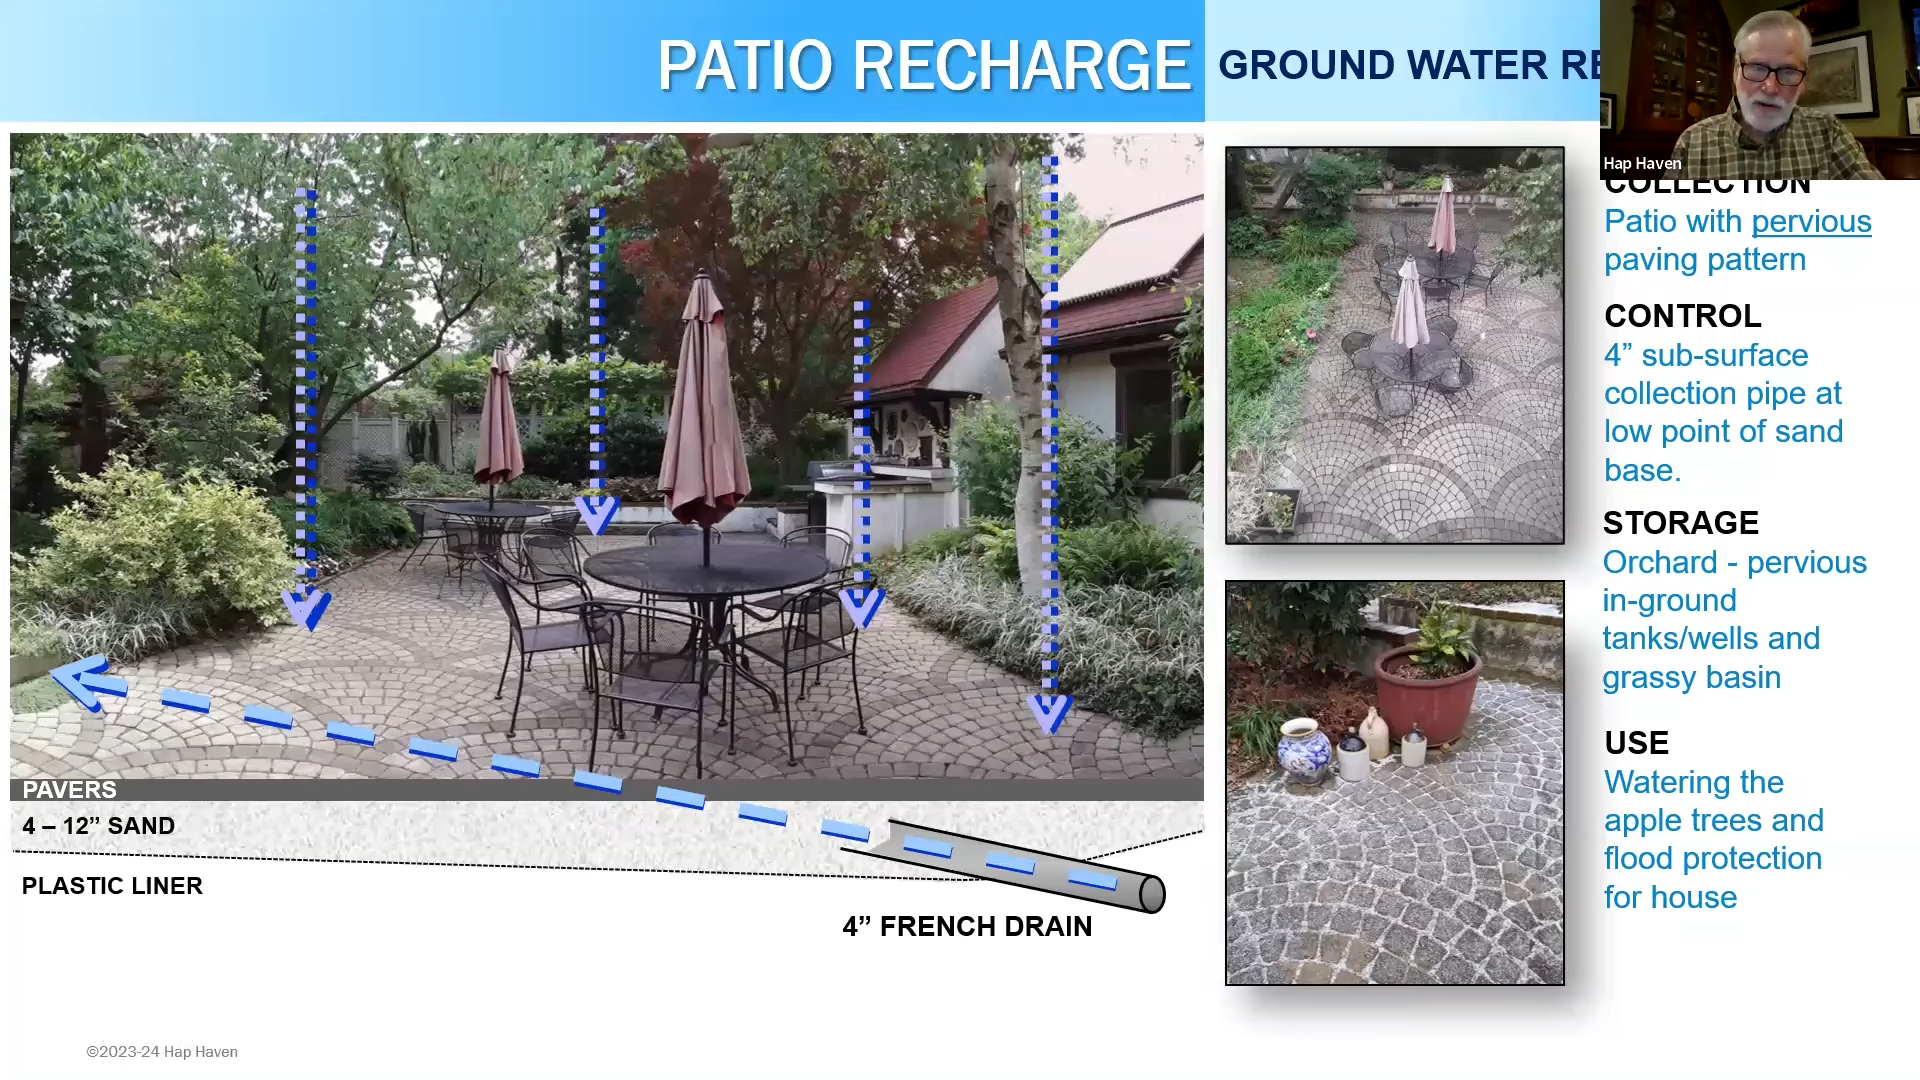 PATIO RECHARGE
GROUND WATER
Hap Haven
COLLECTION
Patio with pervious
paving pattern
CONTROL
4” sub-surface
collection pipe at
low point of sand
base.
STORAGE
Orchard - pervious
in-ground
tanks/wells and
grassy basin
USE
Watering the
apple trees and
flood protection
for house
PAVERS
4 – 12” SAND
PLASTIC LINER
4” FRENCH DRAIN
©2023-24 Hap Haven